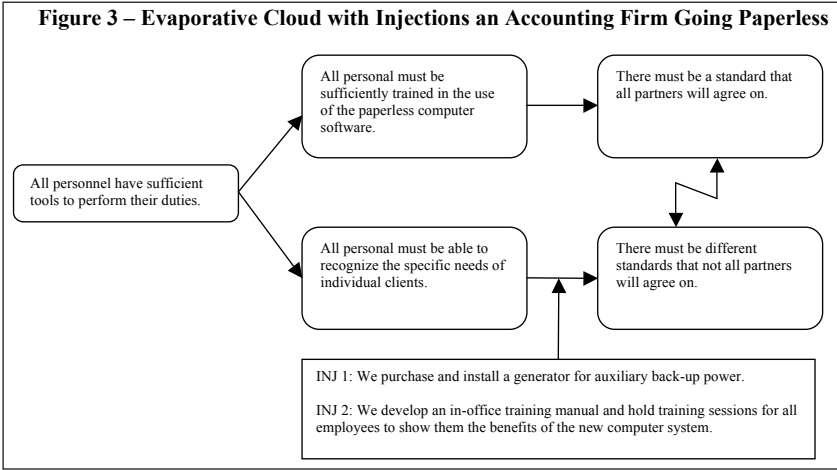 Figure 3 – Evaporative Cloud with Injections an Accounting Firm Going Paperless
All personal must be
sufficiently trained in the use
of the paperless computer
software.
There must be a standard that
all partners will agree on.
All personnel have sufficient
tools to perform their duties.
All personal must be able to
recognize the specific needs of
individual clients.
There must be different
standards that not all partners
will agree on.
INJ 1: We purchase and install a generator for auxiliary back-up power.
INJ 2: We develop an in-office training manual and hold training sessions for all
employees to show them the benefits of the new computer system.